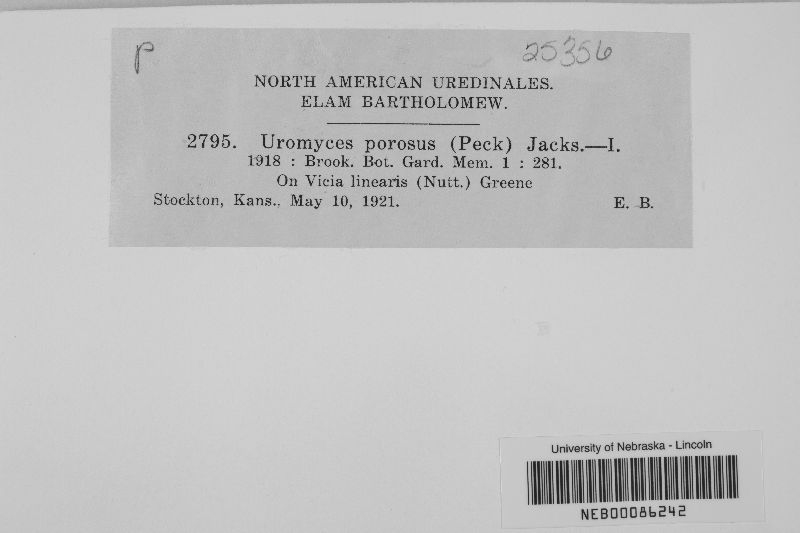 P 25356
NORTH AMERICAN UREDINALES.
ELAM BARTHOLOMEW.
2795. Uromyces porosus (Peck) Jacks.—I.
1918 : Brook. Bot. Gard. Mem. 1 : 281.
On Vicia linearis (Nutt.) Greene
Stockton, Kans., May 10, 1921. E. B.
University of Nebraska - Lincoln
NEB00086242